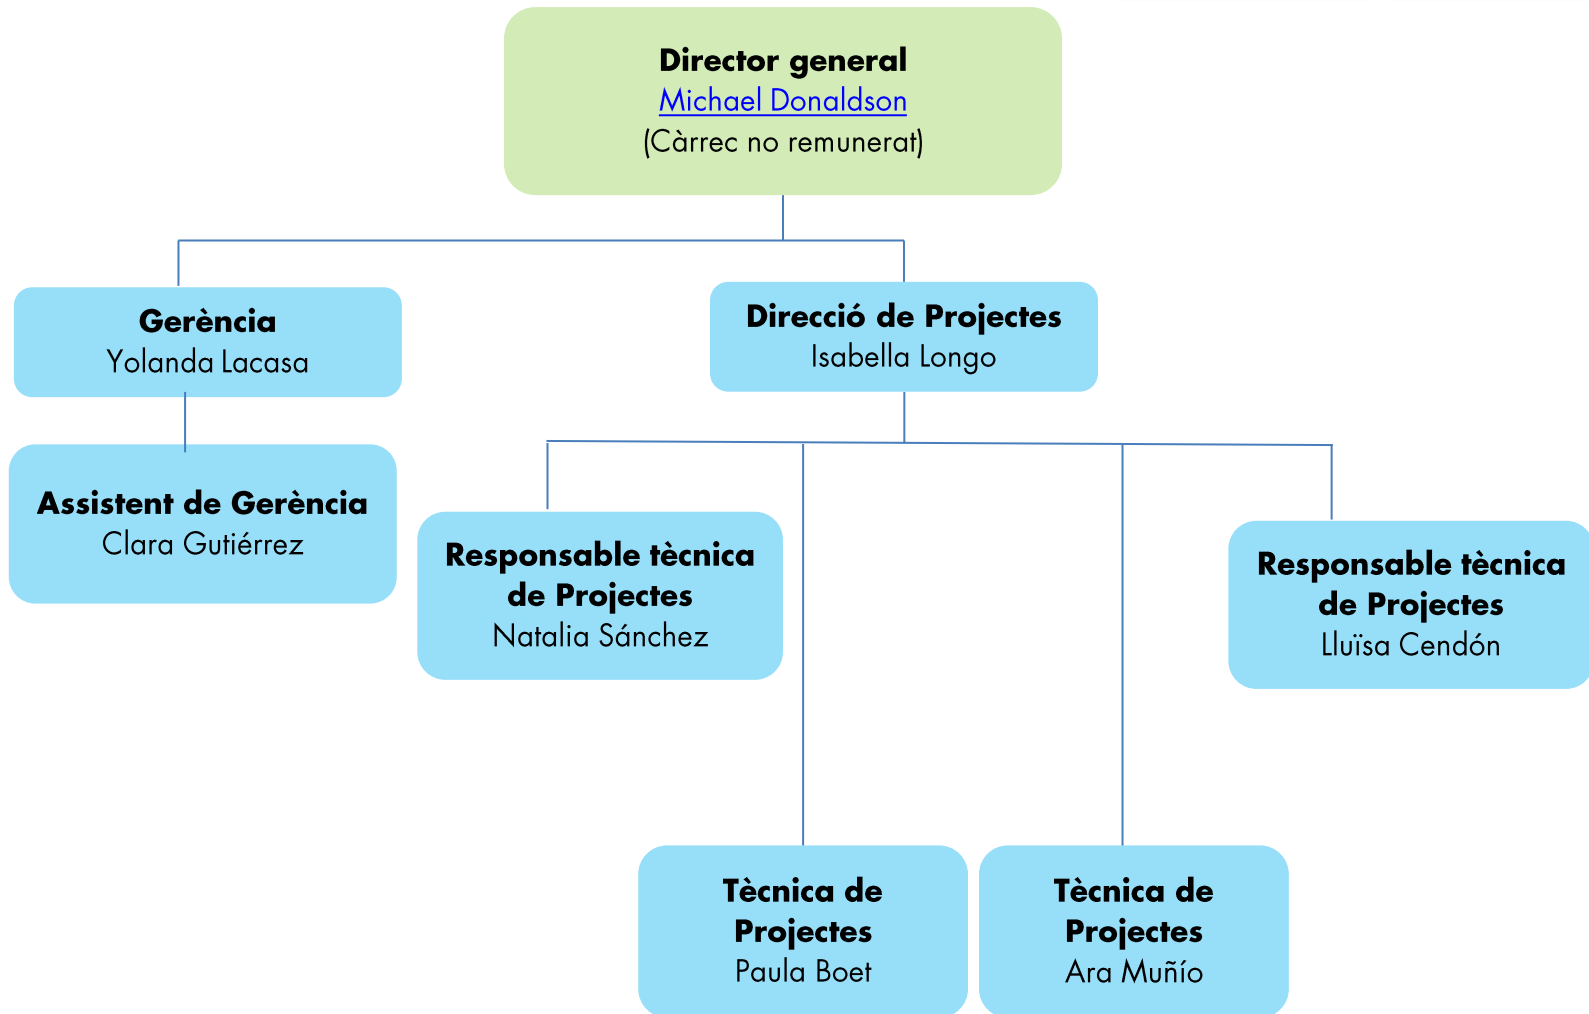 Director general
Michael Donaldson
(Càrrec no remunerat)
Gerència
Yolanda Lacasa
Direcció de Projectes
Isabella Longo
Assistent de Gerència
Clara Gutiérrez
Responsable tècnica
de Projectes
Natalia Sánchez
Responsable tècnica
de Projectes
Lluïsa Cendón
Tècnica de
Projectes
Paula Boet
Tècnica de
Projectes
Ara Muñío